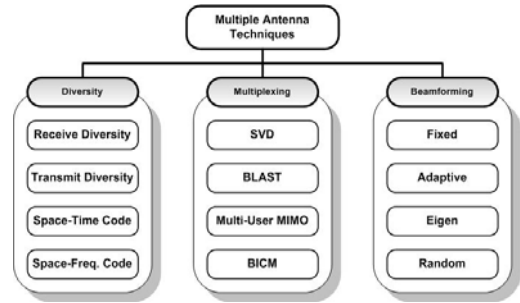 Multiple Antenna
Techniques
Diversity
Receive Diversity
Transmit Diversity
Space-Time Code
Space-Freq. Code
Multiplexing
SVD
BLAST
Multi-User MIMO
BICM
Beamforming
Fixed
Adaptive
Eigen
Random